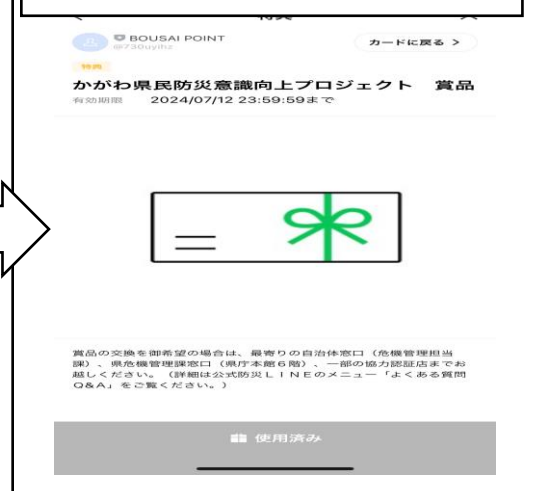 特典
BOUSAI POINT
@730uyihz
カードに戻る >
特典
かがわ県民防災意識向上プロジェクト 賞品
有効期限 2024/07/12 23:59:59まで
賞品の交換を御希望の場合は、最寄りの自治体窓口（危機管理担当
課）、県危機管理課窓口（県庁本館6階）、一部の協力認証店までお
越しください。（詳細は公式防災ＬＩＮＥのメニュー「よくある質問
Q&A」をご覧ください。）
使用済み